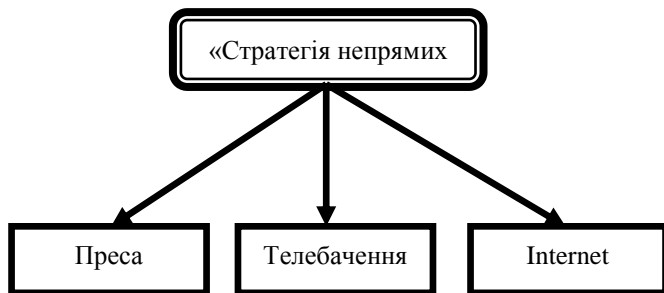 «Стратегія непрямих
Преса
Телебачення
Internet